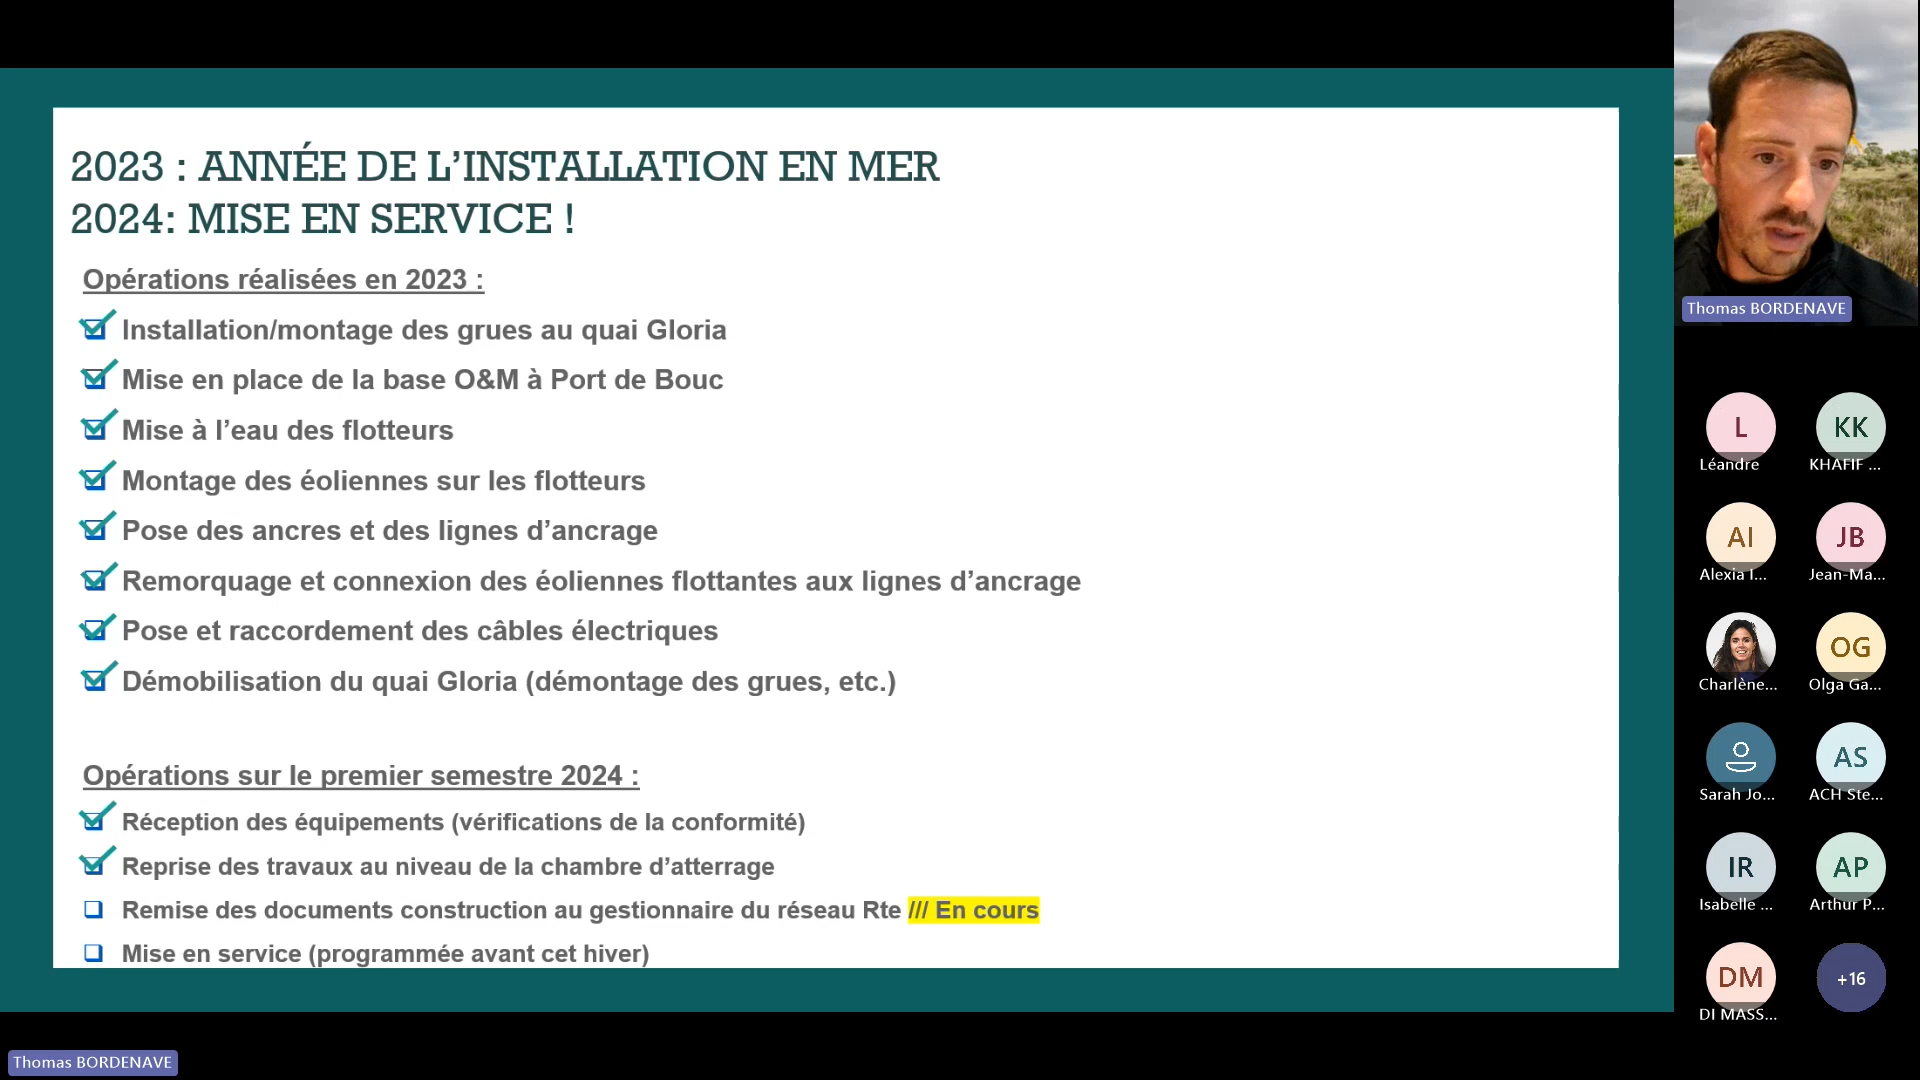 2023 : ANNÉE DE L’INSTALLATION EN MER
2024: MISE EN SERVICE !
Opérations réalisées en 2023 :
Installation/montage des grues au quai Gloria
Mise en place de la base O&M à Port de Bouc
Mise à l’eau des flotteurs
Montage des éoliennes sur les flotteurs
Pose des ancres et des lignes d’ancrage
Remorquage et connexion des éoliennes flottantes aux lignes d’ancrage
Pose et raccordement des câbles électriques
Démobilisation du quai Gloria (démontage des grues, etc.)
Opérations sur le premier semestre 2024 :
Réception des équipements (vérifications de la conformité)
Reprise des travaux au niveau de la chambre d’atterrage
Remise des documents construction au gestionnaire du réseau Rte /// En cours
Mise en service (programmée avant cet hiver)
Thomas BORDENAVE
L KK
Léandre KHAFIF ...
AI JB
Alexia I... Jean-Ma...
OG
Charlène... Olga Ga...
AS
Sarah Jo... ACH Ste...
IR AP
Isabelle ... Arthur P...
DM +16
DI MASS...
Thomas BORDENAVE